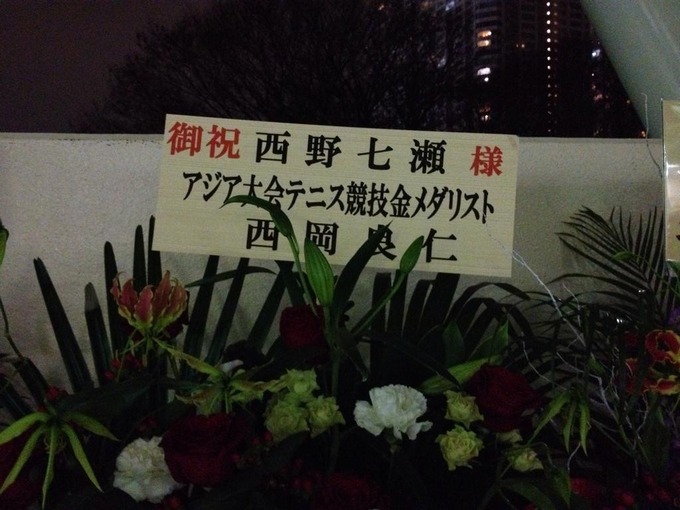 御祝 西野七瀬 様
アジア大会テニス競技金メダリスト
西岡良仁